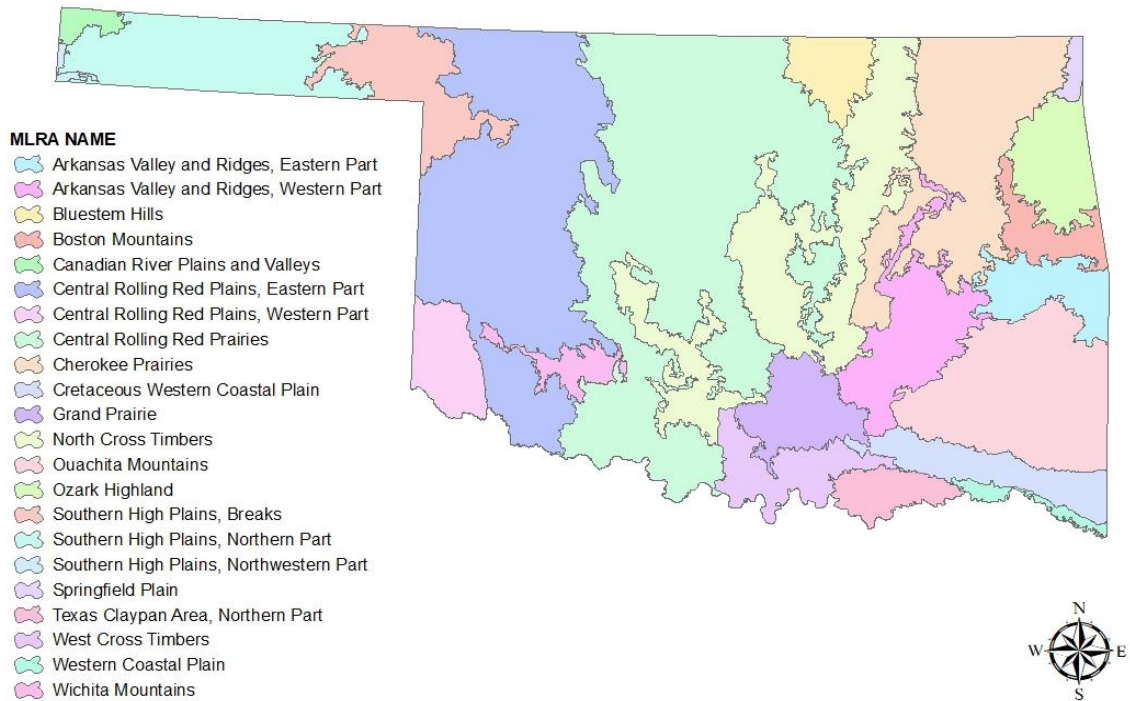 MLRA NAME
Arkansas Valley and Ridges, Eastern Part
Arkansas Valley and Ridges, Western Part
Bluestem Hills
Boston Mountains
Canadian River Plains and Valleys
Central Rolling Red Plains, Eastern Part
Central Rolling Red Plains, Western Part
Central Rolling Red Prairies
Cherokee Prairies
Cretaceous Western Coastal Plain
Grand Prairie
North Cross Timbers
Ouachita Mountains
Ozark Highland
Southern High Plains, Breaks
Southern High Plains, Northern Part
Southern High Plains, Northwestern Part
Springfield Plain
Texas Claypan Area, Northern Part
West Cross Timbers
Western Coastal Plain
Wichita Mountains
N
W E
S